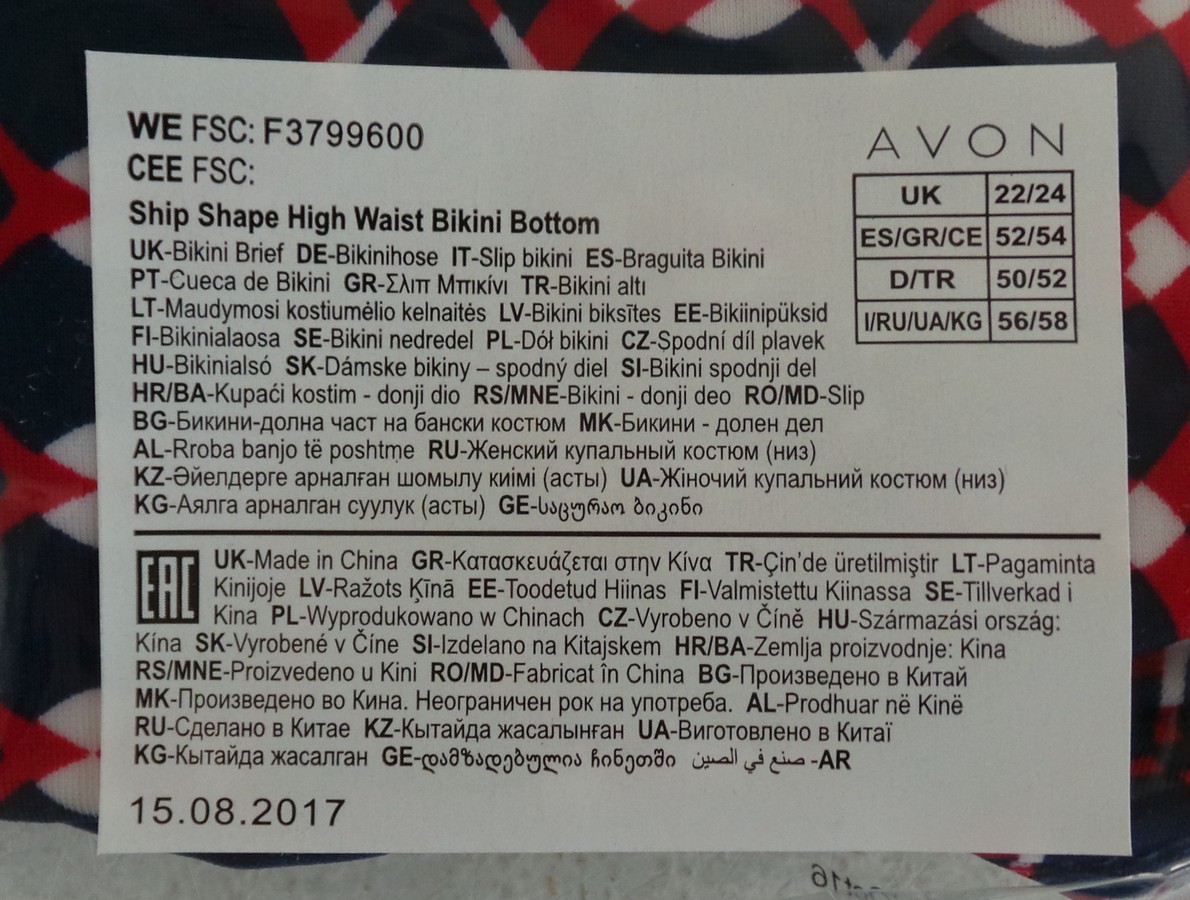 WE FSC: F3799600
CEE FSC:
AVON
UK 22/24
ES/GR/CE 52/54
D/TR 50/52
I/RU/UA/KG 56/58
Ship Shape High Waist Bikini Bottom
UK-Bikini Brief DE-Bikinihose IT-Slip bikini ES-Braguita Bikini
PT-Cueca de Bikini GR-Σλιπ Μπικίνι TR-Bikini altı
LT-Maudymosi kostiumėlio kelnaitės LV-Bikini biksītes EE-Bikiinipüksid
FI-Bikinialaosa SE-Bikini nedredel PL-Dół bikini CZ-Spodní díl plavek
HU-Bikinialsó SK-Dámske bikiny – spodný diel SI-Bikini spodnji del
HR/BA-Kupaći kostim - donji dio RS/MNE-Bikini - donji deo RO/MD-Slip
BG-Бикини-долна част на бански костюм MK-Бикини - долен дел
AL-Rroba banjo të poshtme RU-Женский купальный костюм (низ)
KZ-Әйелдерге арналған шомылу киімі (асты) UA-Жіночий купальний костюм (низ)
KG-Аялга арналган суулук (асты) GE-საცურაო ბიკინი
EAC
UK-Made in China GR-Κατασκευάζεται στην Κίνα TR-Çin'de üretilmiştir LT-Pagaminta
Kinijoje LV-Ražots Ķīnā EE-Toodetud Hiinas FI-Valmistettu Kiinassa SE-Tillverkad i
Kina PL-Wyprodukowano w Chinach CZ-Vyrobeno v Číně HU-Származási ország:
Kína SK-Vyrobené v Číne SI-Izdelano na Kitajskem HR/BA-Zemlja proizvodnje: Kina
RS/MNE-Proizvedeno u Kini RO/MD-Fabricat în China BG-Произведено в Китай
MK-Произведено во Кина. Неограничен рок на употреба. AL-Prodhuar në Kinë
RU-Сделано в Китае KZ-Кытайда жасалынған UA-Виготовлено в Китаї
KG-Кытайда жасалган GE-დამზადებულია ჩინეთში صنع في الصين -AR
15.08.2017